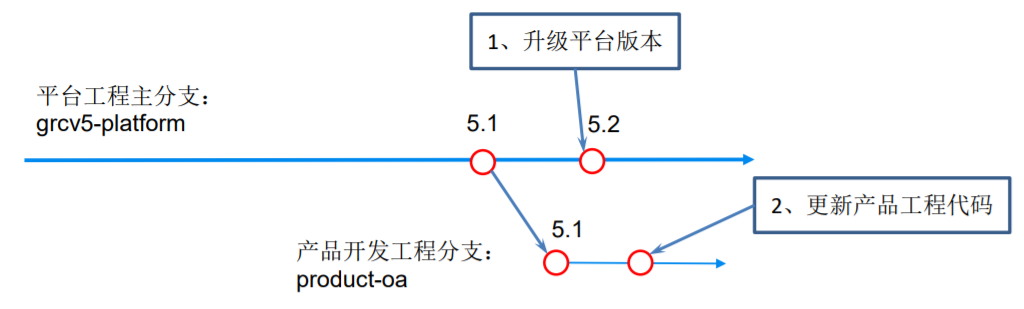 1、升级平台版本
平台工程主分支：
grcv5-platform
5.1
5.2
2、更新产品工程代码
5.1
产品开发工程分支：
product-oa